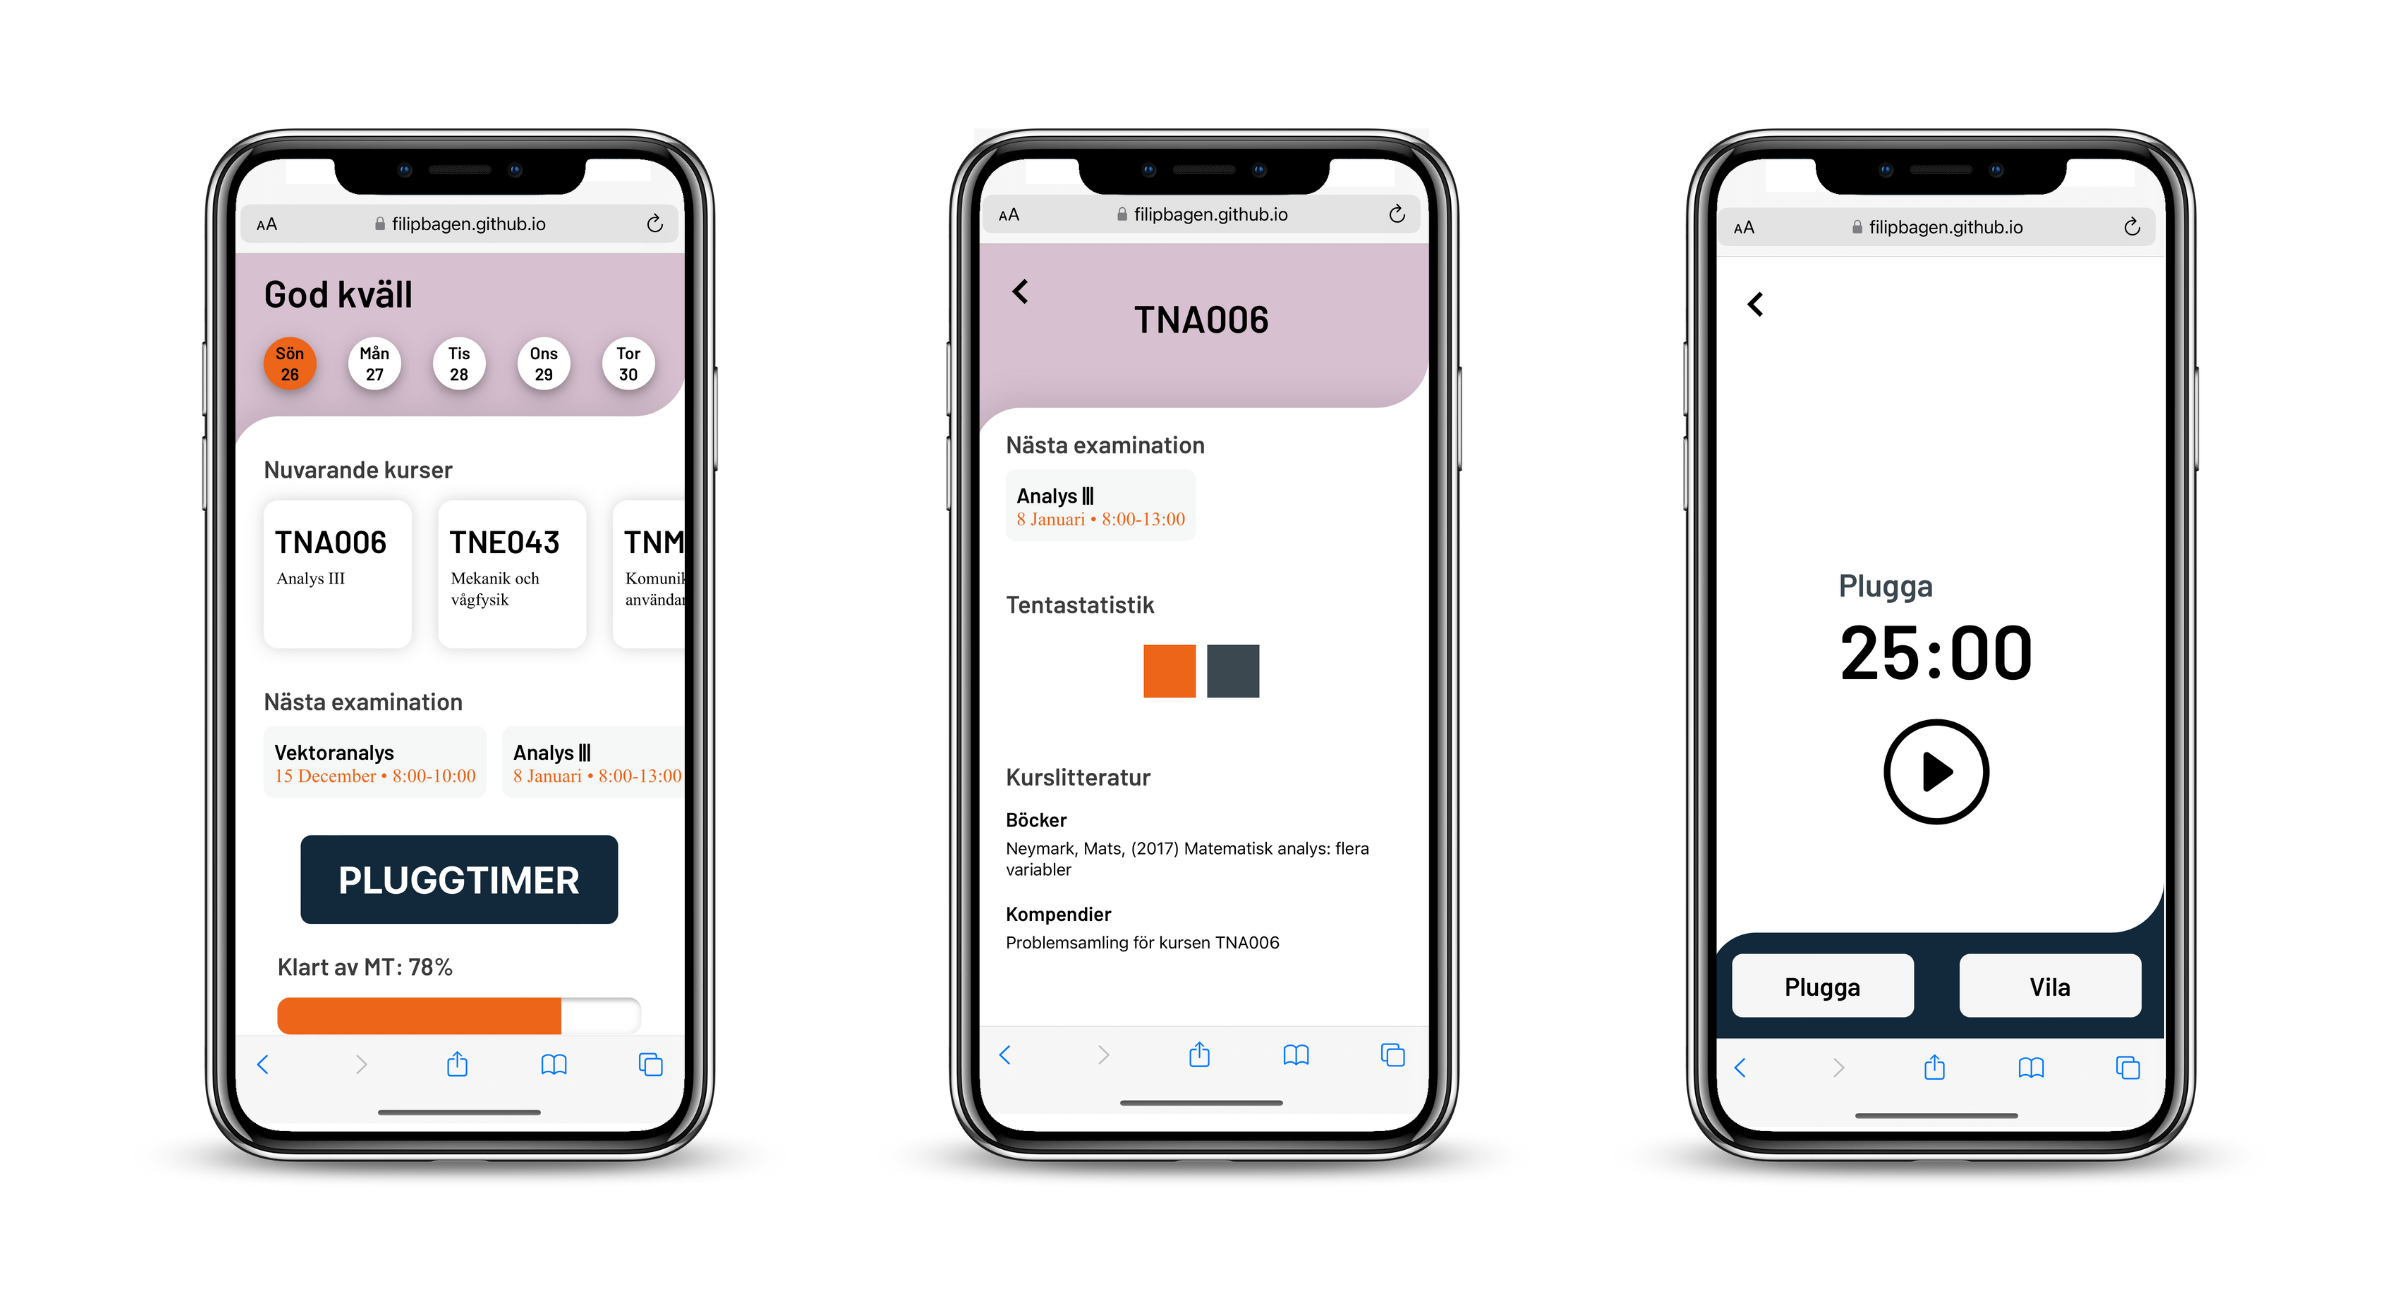 AA filipbagen.github.io
God kväll
Sön Mån Tis Ons Tor
26 27 28 29 30
Nuvarande kurser
TNA006
Analys III
TNE043
Mekanik och
vågfysik
TNM
Komunik
användar
Nästa examination
Vektoranalys
15 December • 8:00-10:00
Analys III
8 Januari • 8:00-13:00
PLUGGTIMER
Klart av MT: 78%
AA filipbagen.github.io
TNA006
Nästa examination
Analys III
8 Januari • 8:00-13:00
Tentastatistik
Kurslitteratur
Böcker
Neymark, Mats, (2017) Matematisk analys: flera
variabler
Kompendier
Problemsamling för kursen TNA006
AA filipbagen.github.io
Plugga
25:00
Plugga
Vila